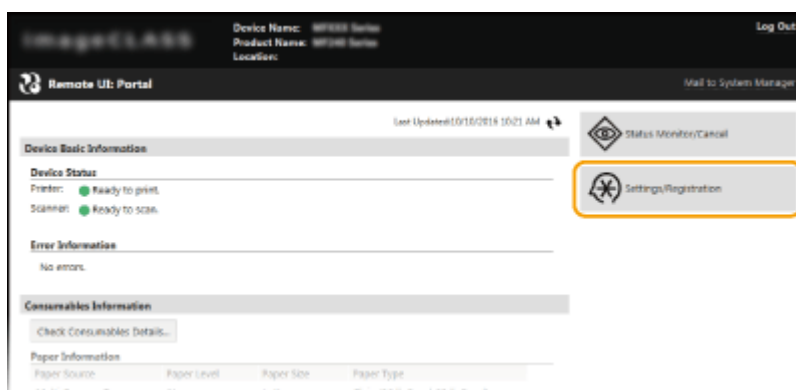 imageCLASS
Device Name:
Product Name:
Location:
Log Out
Remote UI: Portal
Mail to System Manager
Last Updated:10/10/2016 10:21 AM
Device Basic Information
Device Status
Printer: Ready to print.
Scanner: Ready to scan.
Error Information
No errors.
Consumables Information
Check Consumables Details...
Paper Information
Paper Source Paper Level Paper Size Paper Type
Status Monitor/Cancel
Settings/Registration